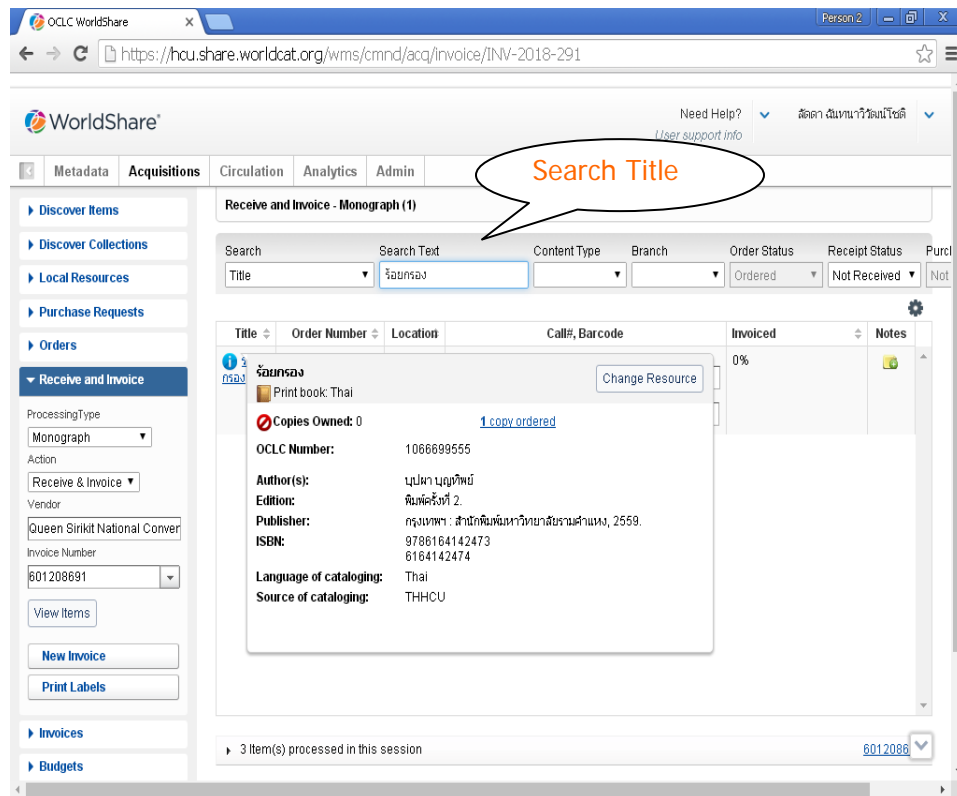 OCLC WorldShare
Person 2
https://hcu.share.worldcat.org/wms/cmnd/acq/invoice/INV-2018-291
WorldShare®
Need Help?
User support info
ลัดดา ฉันทนาวิวัฒน์โชติ
Metadata Acquisitions Circulation Analytics Admin
Search Title
Discover Items
Discover Collections
Local Resources
Purchase Requests
Orders
Receive and Invoice
ProcessingType
Monograph
Action
Receive & Invoice
Vendor
Queen Sirikit National Conver
Invoice Number
601208691
View Items
New Invoice
Print Labels
Invoices
Budgets
Receive and Invoice - Monograph (1)
Search Search Text Content Type Branch Order Status Receipt Status Purcl
Title ร้อยกรอง Ordered Not Received Not
Title Order Number Location Call#, Barcode Invoiced Notes
กรอง
0%
ร้อยกรอง
Print book: Thai
Change Resource
Copies Owned: 0 1 copy ordered
OCLC Number: 1066699555
Author(s): บุปผา บุญทิพย์
Edition: พิมพ์ครั้งที่ 2.
Publisher: กรุงเทพฯ : สำนักพิมพ์มหาวิทยาลัยรามคำแหง, 2559.
ISBN: 9786164142473
6164142474
Language of cataloging: Thai
Source of cataloging: THHCU
3 Item(s) processed in this session
6012086